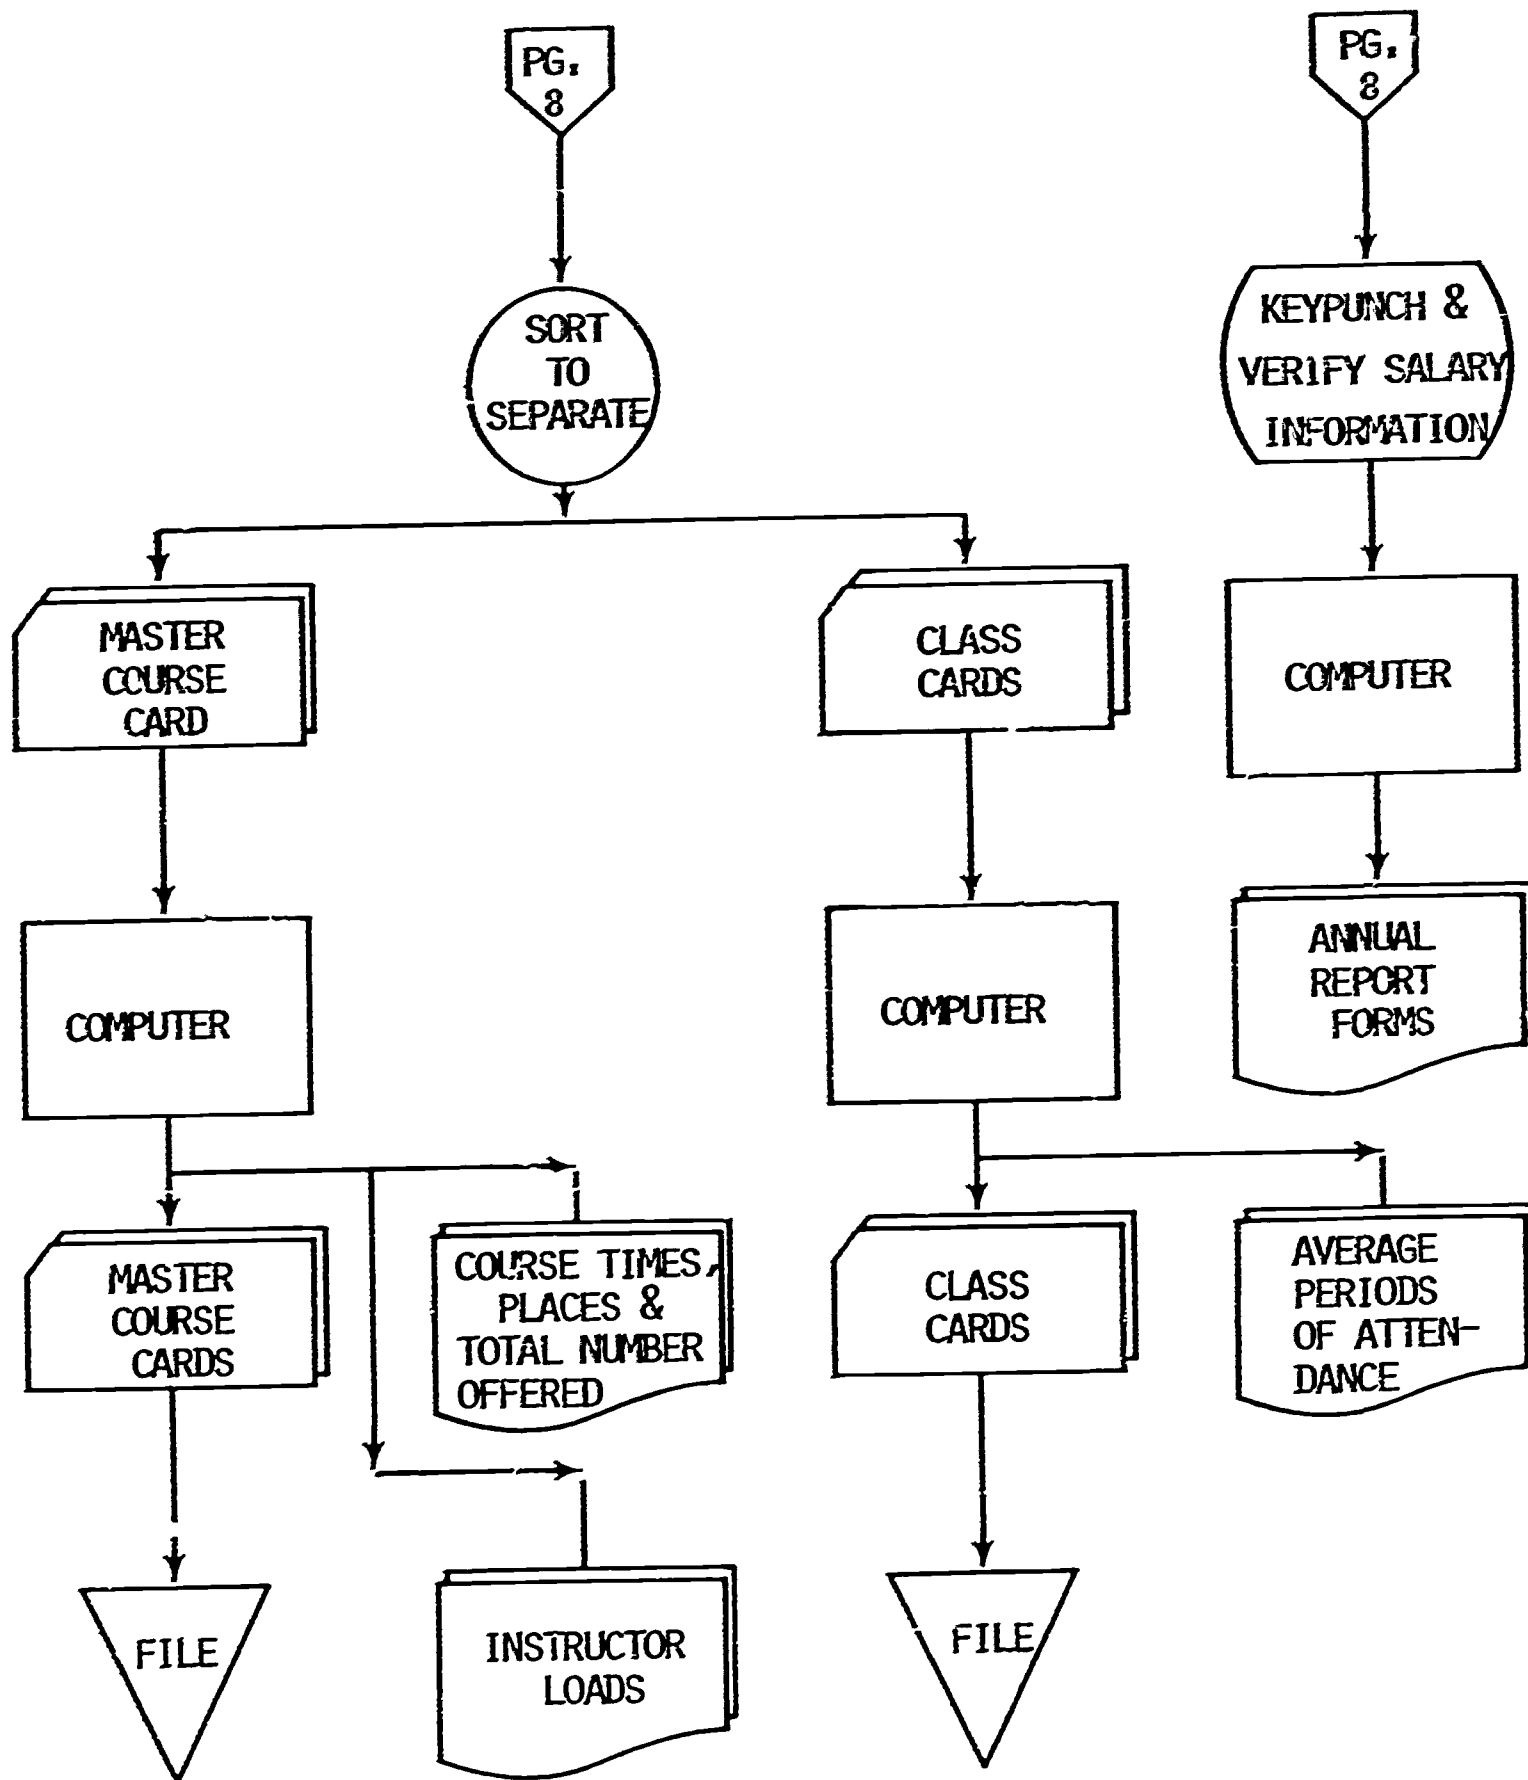 PG.
8
PG.
8
SORT
TO
SEPARATE
KEYPUNCH &
VERIFY SALARY
INFORMATION
MASTER
COURSE
CARD
CLASS
CARDS
COMPUTER
COMPUTER
COMPUTER
ANNUAL
REPORT
FORMS
MASTER
COURSE
CARDS
COURSE TIMES,
PLACES &
TOTAL NUMBER
OFFERED
CLASS
CARDS
AVERAGE
PERIODS
OF ATTEN-
DANCE
FILE
INSTRUCTOR
LOADS
FILE